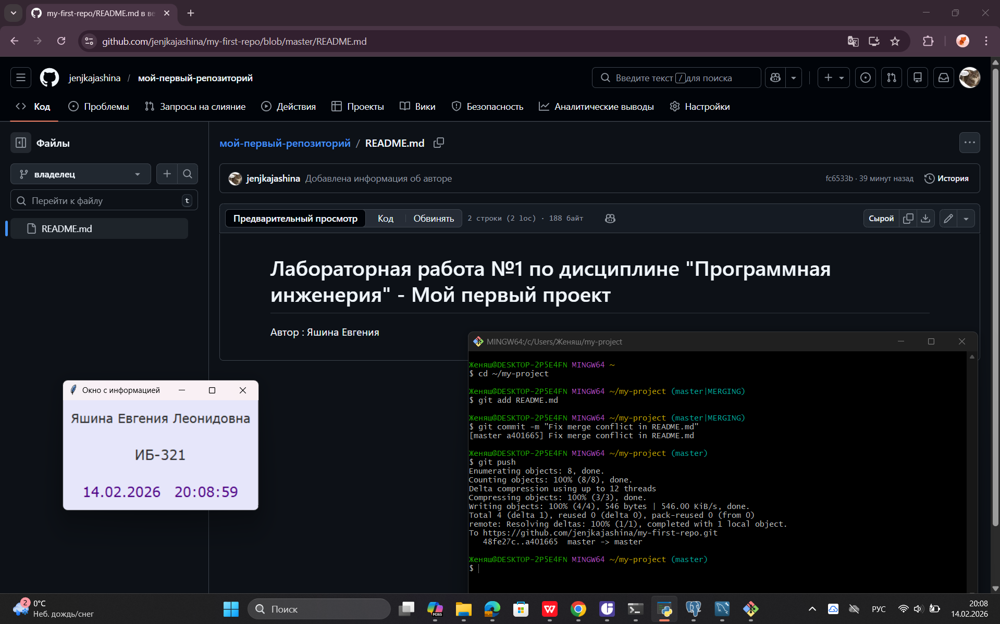 my-first-repo/README.md в ве
github.com/jenjkajashina/my-first-repo/blob/master/README.md
jenjkajashina / мой-первый-репозиторий
Введите текст / для поиска
Код
Проблемы
Запросы на слияние
Действия
Проекты
Вики
Безопасность
Аналитические выводы
Настройки
Файлы
мой-первый-репозиторий / README.md
владелец
jenjkajashina Добавлена информация об авторе
fc6533b · 39 минут назад
История
Перейти к файлу
t
Предварительный просмотр
Код
Обвинять
2 строки (2 loc) · 188 байт
Сырой
README.md
Лабораторная работа №1 по дисциплине "Программная
инженерия" - Мой первый проект
Автор : Яшина Евгения
MINGW64:/c/Users/Женяш/my-project
Женяш@DESKTOP-2P5E4FN MINGW64 ~
$ cd ~/my-project
Женяш@DESKTOP-2P5E4FN MINGW64 ~/my-project (master|MERGING)
$ git add README.md
Женяш@DESKTOP-2P5E4FN MINGW64 ~/my-project (master|MERGING)
$ git commit -m "Fix merge conflict in README.md"
[master a401665] Fix merge conflict in README.md
Женяш@DESKTOP-2P5E4FN MINGW64 ~/my-project (master)
$ git push
Enumerating objects: 8, done.
Counting objects: 100% (8/8), done.
Delta compression using up to 12 threads
Compressing objects: 100% (3/3), done.
Writing objects: 100% (4/4), 546 bytes | 546.00 KiB/s, done.
Total 4 (delta 1), reused 0 (delta 0), pack-reused 0 (from 0)
remote: Resolving deltas: 100% (1/1), completed with 1 local object.
To https://github.com/jenjkajashina/my-first-repo.git
48fe27c..a401665 master -> master
Женяш@DESKTOP-2P5E4FN MINGW64 ~/my-project (master)
$
Окно с информацией
Яшина Евгения Леонидовна
ИБ-321
14.02.2026 20:08:59
2
0°C
Неб. дождь/снег
Поиск
M365
РУС
20:08
14.02.2026